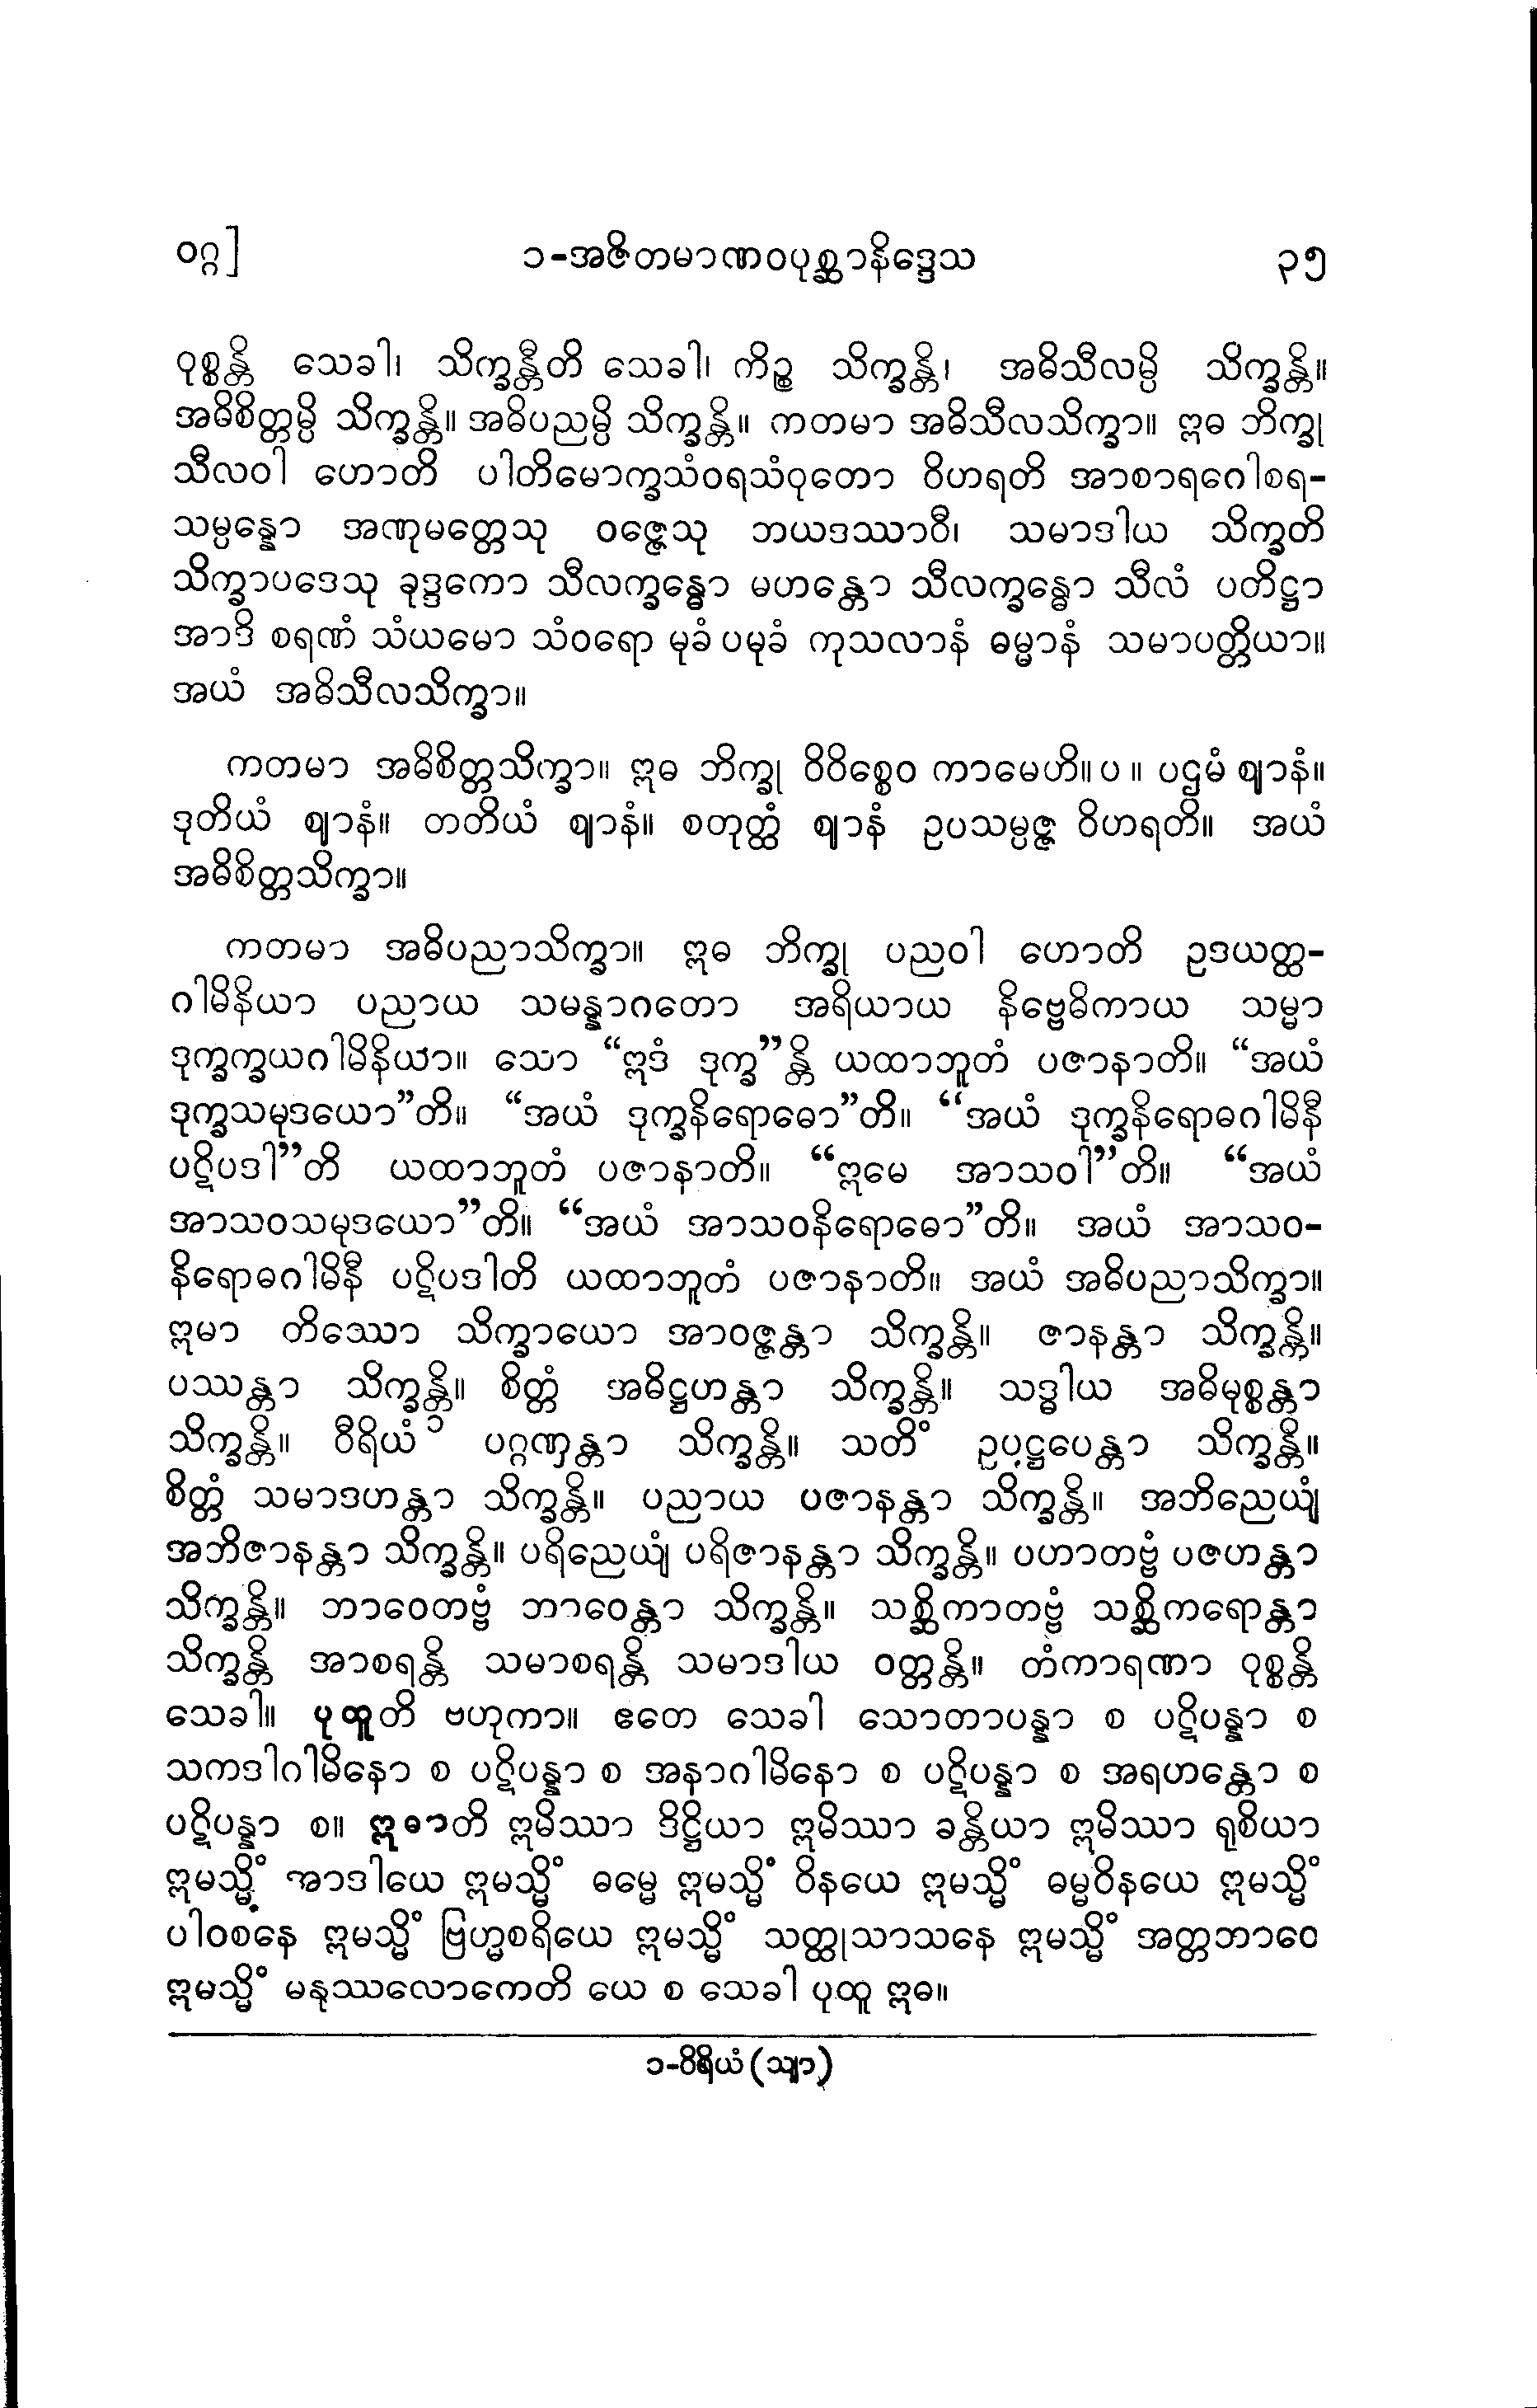 ဝဂ္ဂ]
၁-အဇိတမာဏဝပုစ္ဆာနိဒ္ဒေသ
၃၅
ဝုစ္စန္တိ သေခါ၊ သိက္ခန္တီတိ သေခါ၊ ကိဉ္စ သိက္ခန္တိ၊ အဓိသီလမ္ပိ သိက္ခန္တိ။
အဓိစိတ္တမ္ပိ သိက္ခန္တိ။ အဓိပညမ္ပိ သိက္ခန္တိ။ ကတမာ အဓိသီလသိက္ခာ။ ဣဓ ဘိက္ခု
သီလဝါ ဟောတိ ပါတိမောက္ခသံဝရသံဝုတော ဝိဟရတိ အာစာရဂေါစရ-
သမ္ပန္နော အဏုမတ္တေသု ဝဇ္ဇေသု ဘယဒဿာဝီ၊ သမာဒါယ သိက္ခတိ
သိက္ခာပဒေသု ခုဒ္ဒကော သီလက္ခန္ဓော မဟန္တော သီလက္ခန္ဓော သီလံ ပတိဋ္ဌာ
အာဒိ စရဏံ သံယမော သံဝရော မုခံ ပမုခံ ကုသလာနံ ဓမ္မာနံ သမာပတ္တိယာ။
အယံ အဓိသီလသိက္ခာ။
ကတမာ အဓိစိတ္တသိက္ခာ။ ဣဓ ဘိက္ခု ဝိဝိစ္စေဝ ကာမေဟိ။ ပ ။ ပဌမံ ဈာနံ။
ဒုတိယံ ဈာနံ။ တတိယံ ဈာနံ။ စတုတ္ထံ ဈာနံ ဥပသမ္ပဇ္ဇ ဝိဟရတိ။ အယံ
အဓိစိတ္တသိက္ခာ။
ကတမာ အဓိပညာသိက္ခာ။ ဣဓ ဘိက္ခု ပညဝါ ဟောတိ ဥဒယတ္ထ-
ဂါမိနိယာ ပညာယ သမန္နာဂတော အရိယာယ နိဗ္ဗေဓိကာယ သမ္မာ
ဒုက္ခက္ခယဂါမိနိယာ။ သော “ဣဒံ ဒုက္ခ”န္တိ ယထာဘူတံ ပဇာနာတိ။ “အယံ
ဒုက္ခသမုဒယော”တိ။ “အယံ ဒုက္ခနိရောဓော”တိ။ “အယံ ဒုက္ခနိရောဓဂါမိနီ
ပဋိပဒါ”တိ ယထာဘူတံ ပဇာနာတိ။ “ဣမေ အာသဝါ”တိ။ “အယံ
အာသဝသမုဒယော”တိ။ “အယံ အာသဝနိရောဓော”တိ။ အယံ အာသဝ-
နိရောဓဂါမိနီ ပဋိပဒါတိ ယထာဘူတံ ပဇာနာတိ။ အယံ အဓိပညာသိက္ခာ။
ဣမာ တိဿော သိက္ခာယော အာဝဇ္ဇန္တာ သိက္ခန္တိ။ ဇာနန္တာ သိက္ခန္တိ။
ပဿန္တာ သိက္ခန္တိ။ စိတ္တံ အဓိဋ္ဌဟန္တာ သိက္ခန္တိ။ သဒ္ဓါယ အဓိမုစ္စန္တာ
သိက္ခန္တိ။ ဝီရိယံ ၁ ပဂ္ဂဏှန္တာ သိက္ခန္တိ။ သတိံ ဥပဋ္ဌပေန္တာ သိက္ခန္တိ။
စိတ္တံ သမာဒဟန္တာ သိက္ခန္တိ။ ပညာယ ပဇာနန္တာ သိက္ခန္တိ။ အဘိညေယျံ
အဘိဇာနန္တာ သိက္ခန္တိ။ ပရိညေယျံ ပရိဇာနန္တာ သိက္ခန္တိ။ ပဟာတဗ္ဗံ ပဇဟန္တာ
သိက္ခန္တိ။ ဘာဝေတဗ္ဗံ ဘာဝေန္တာ သိက္ခန္တိ။ သစ္ဆိကာတဗ္ဗံ သစ္ဆိကရောန္တာ
သိက္ခန္တိ အာစရန္တိ သမာစရန္တိ သမာဒါယ ဝတ္တန္တိ။ တံကာရဏာ ဝုစ္စန္တိ
သေခါ။ ပုထူတိ ဗဟုကာ။ ဧတေ သေခါ သောတာပန္နာ စ ပဋိပန္နာ စ
သကဒါဂါမိနော စ ပဋိပန္နာ စ အနာဂါမိနော စ ပဋိပန္နာ စ အရဟန္တော စ
ပဋိပန္နာ စ။ ဣဓာတိ ဣမိဿာ ဒိဋ္ဌိယာ ဣမိဿာ ခန္တိယာ ဣမိဿာ ရုစိယာ
ဣမသ္မိံ အာဒါယေ ဣမသ္မိံ ဓမ္မေ ဣမသ္မိံ ဝိနယေ ဣမသ္မိံ ဓမ္မဝိနယေ ဣမသ္မိံ
ပါဝစနေ ဣမသ္မိံ ဗြဟ္မစရိယေ ဣမသ္မိံ သတ္ထုသာသနေ ဣမသ္မိံ အတ္တဘာဝေ
ဣမသ္မိံ မနုဿလောကေတိ ယေ စ သေခါ ပုထူ ဣဓ။
၁-ဝိရိယံ (သျာ)